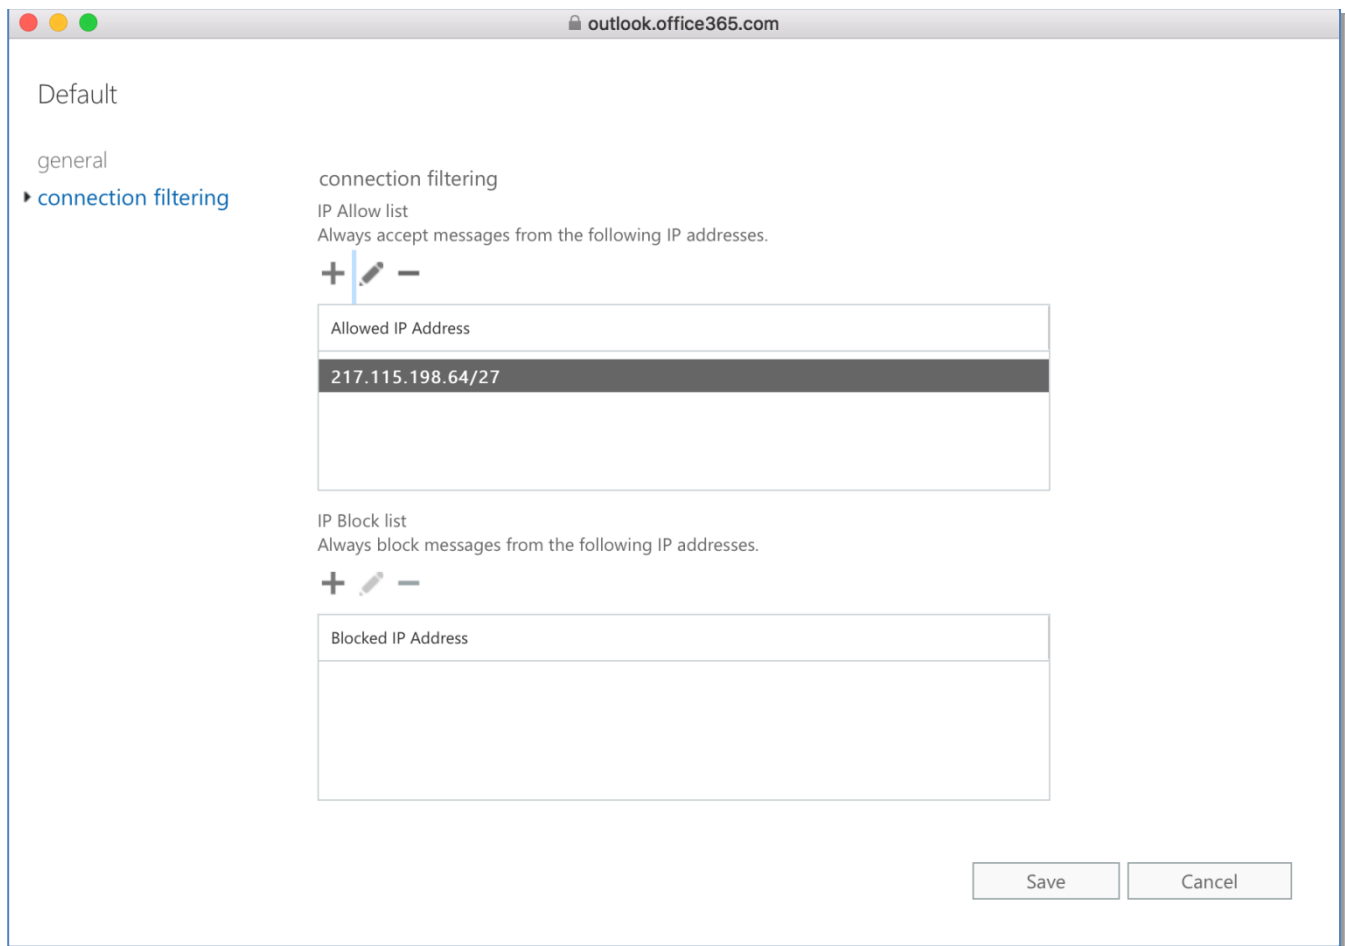 outlook.office365.com
Default
general
connection filtering
connection filtering
IP Allow list
Always accept messages from the following IP addresses.
Allowed IP Address
217.115.198.64/27
IP Block list
Always block messages from the following IP addresses.
Blocked IP Address
Save
Cancel